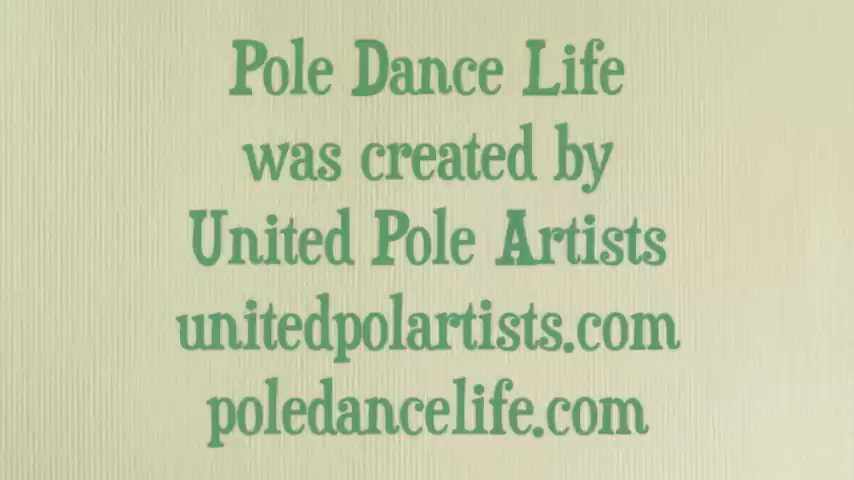 Pole Dance Life
was created by
United Pole Artists
unitedpolartists.com
poledancelife.com